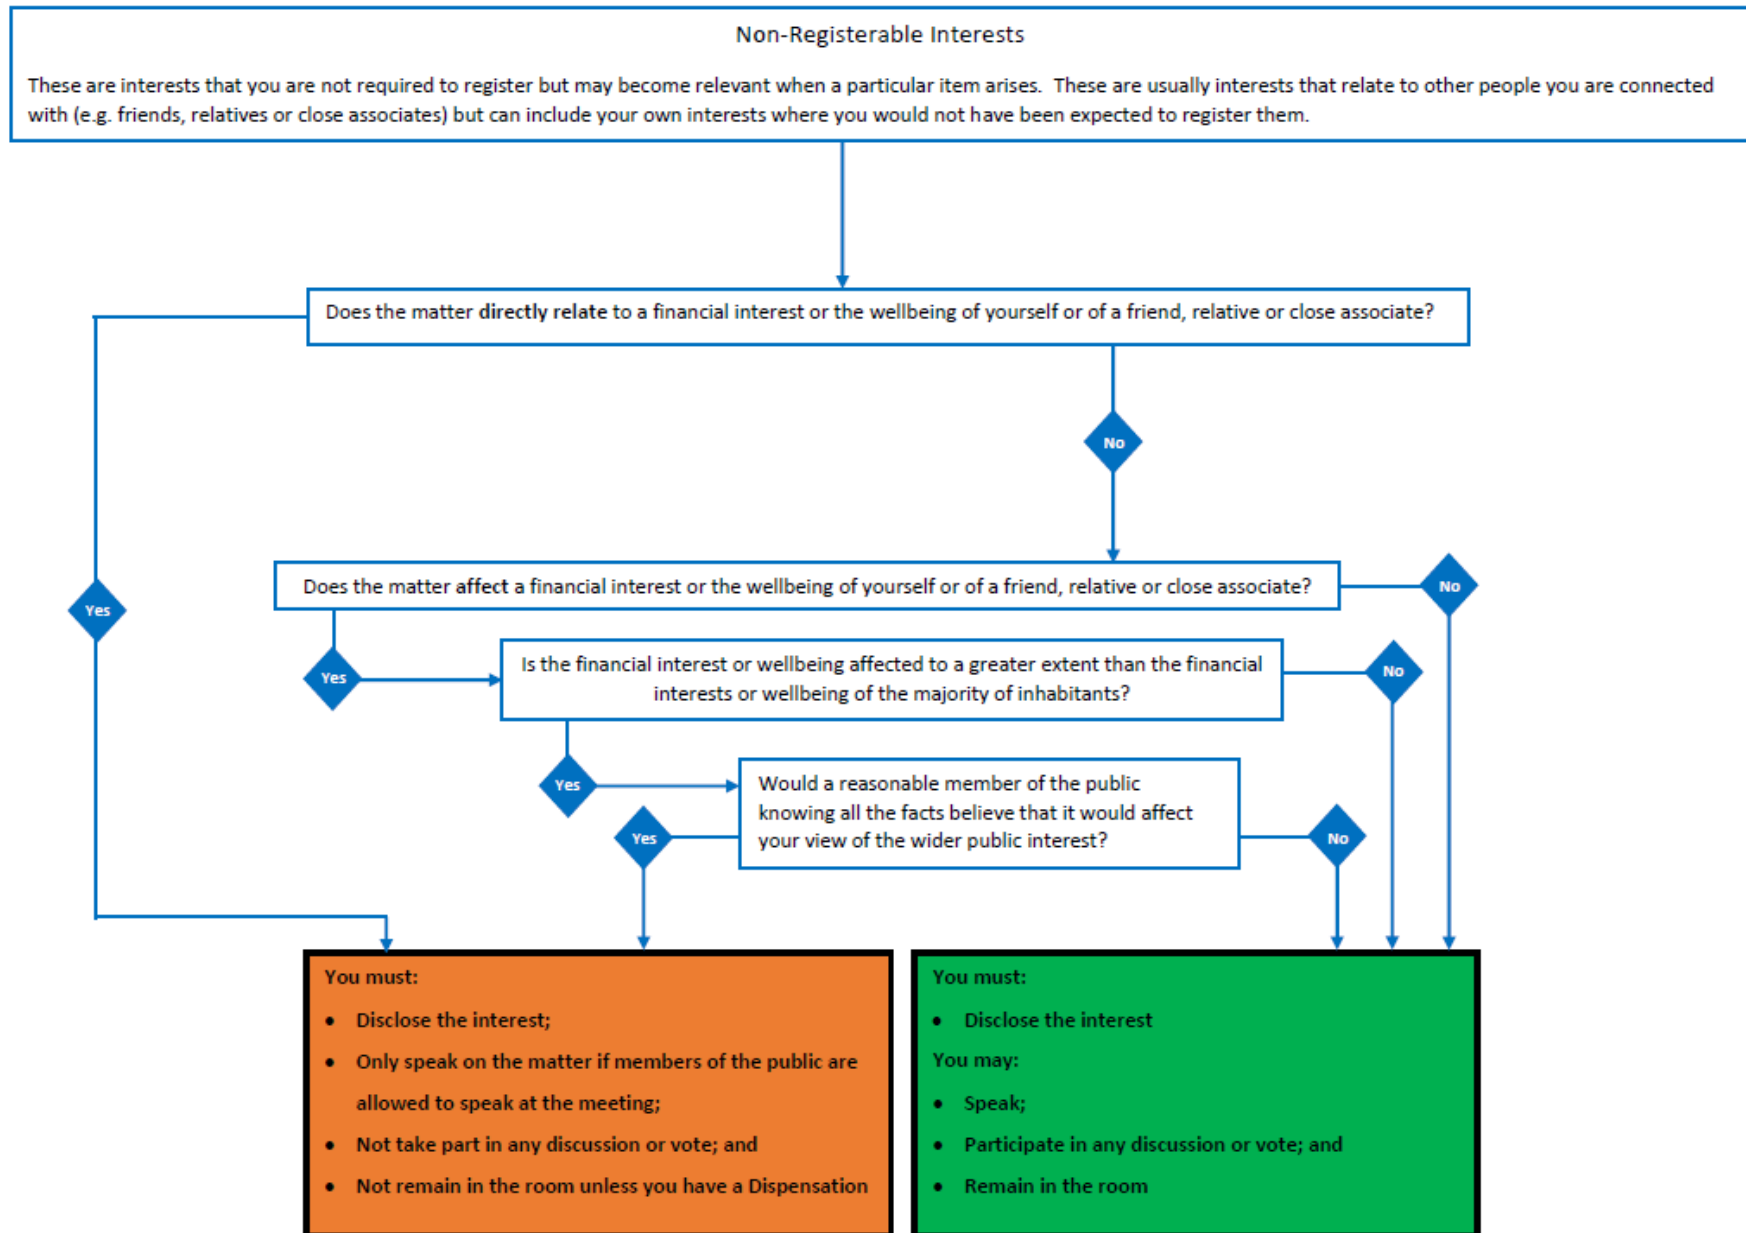 Non-Registerable Interests
These are interests that you are not required to register but may become relevant when a particular item arises.  These are usually interests that relate to other people you are connected
with (e.g. friends, relatives or close associates) but can include your own interests where you would not have been expected to register them.
Does the matter directly relate to a financial interest or the wellbeing of yourself or of a friend, relative or close associate?
No
Yes
Does the matter affect a financial interest or the wellbeing of yourself or of a friend, relative or close associate?
No
Yes
Is the financial interest or wellbeing affected to a greater extent than the financial
interests or wellbeing of the majority of inhabitants?
No
Yes
Would a reasonable member of the public
knowing all the facts believe that it would affect
your view of the wider public interest?
Yes
No
You must:
• Disclose the interest;
• Only speak on the matter if members of the public are
allowed to speak at the meeting;
• Not take part in any discussion or vote; and
• Not remain in the room unless you have a Dispensation
You must:
• Disclose the interest
You may:
• Speak;
• Participate in any discussion or vote; and
• Remain in the room